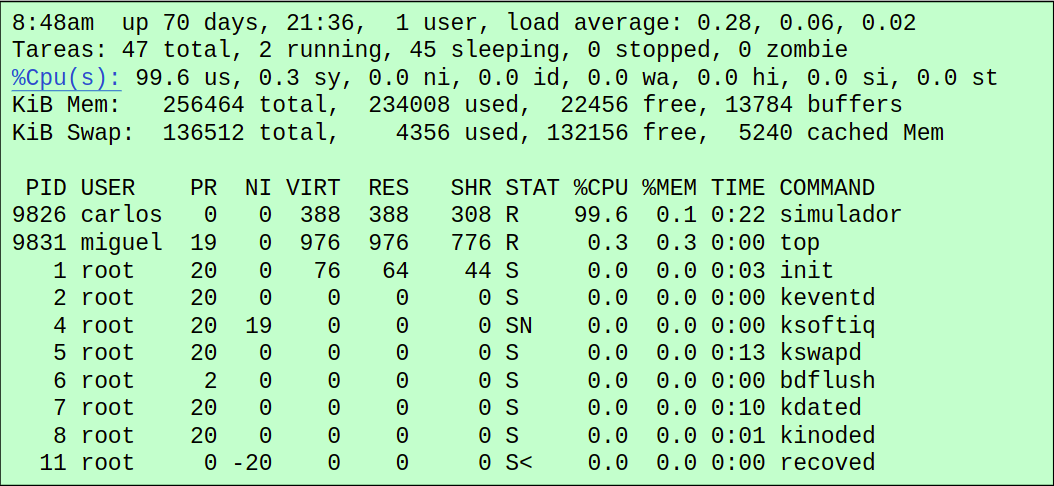 8:48am  up 70 days, 21:36,  1 user, load average: 0.28, 0.06, 0.02
Tareas: 47 total, 2 running, 45 sleeping, 0 stopped, 0 zombie
%Cpu(s): 99.6 us, 0.3 sy, 0.0 ni, 0.0 id, 0.0 wa, 0.0 hi, 0.0 si, 0.0 st
KiB Mem:   256464 total,  234008 used,  22456 free, 13784 buffers
KiB Swap:  136512 total,    4356 used, 132156 free,  5240 cached Mem

 PID USER    PR  NI VIRT  RES   SHR STAT %CPU %MEM TIME COMMAND
9826 carlos   0   0  388  388   308 R    99.6  0.1 0:22 simulador
9831 miguel  19   0  976  976   776 R     0.3  0.3 0:00 top
   1 root    20   0   76   64    44 S     0.0  0.0 0:03 init
   2 root    20   0    0    0     0 S     0.0  0.0 0:00 keventd
   4 root    20  19    0    0     0 SN    0.0  0.0 0:00 ksoftiq
   5 root    20   0    0    0     0 S     0.0  0.0 0:13 kswapd
   6 root     2   0    0    0     0 S     0.0  0.0 0:00 bdflush
   7 root    20   0    0    0     0 S     0.0  0.0 0:10 kdated
   8 root    20   0    0    0     0 S     0.0  0.0 0:01 kinoded
  11 root     0 -20    0    0     0 S<    0.0  0.0 0:00 recoved